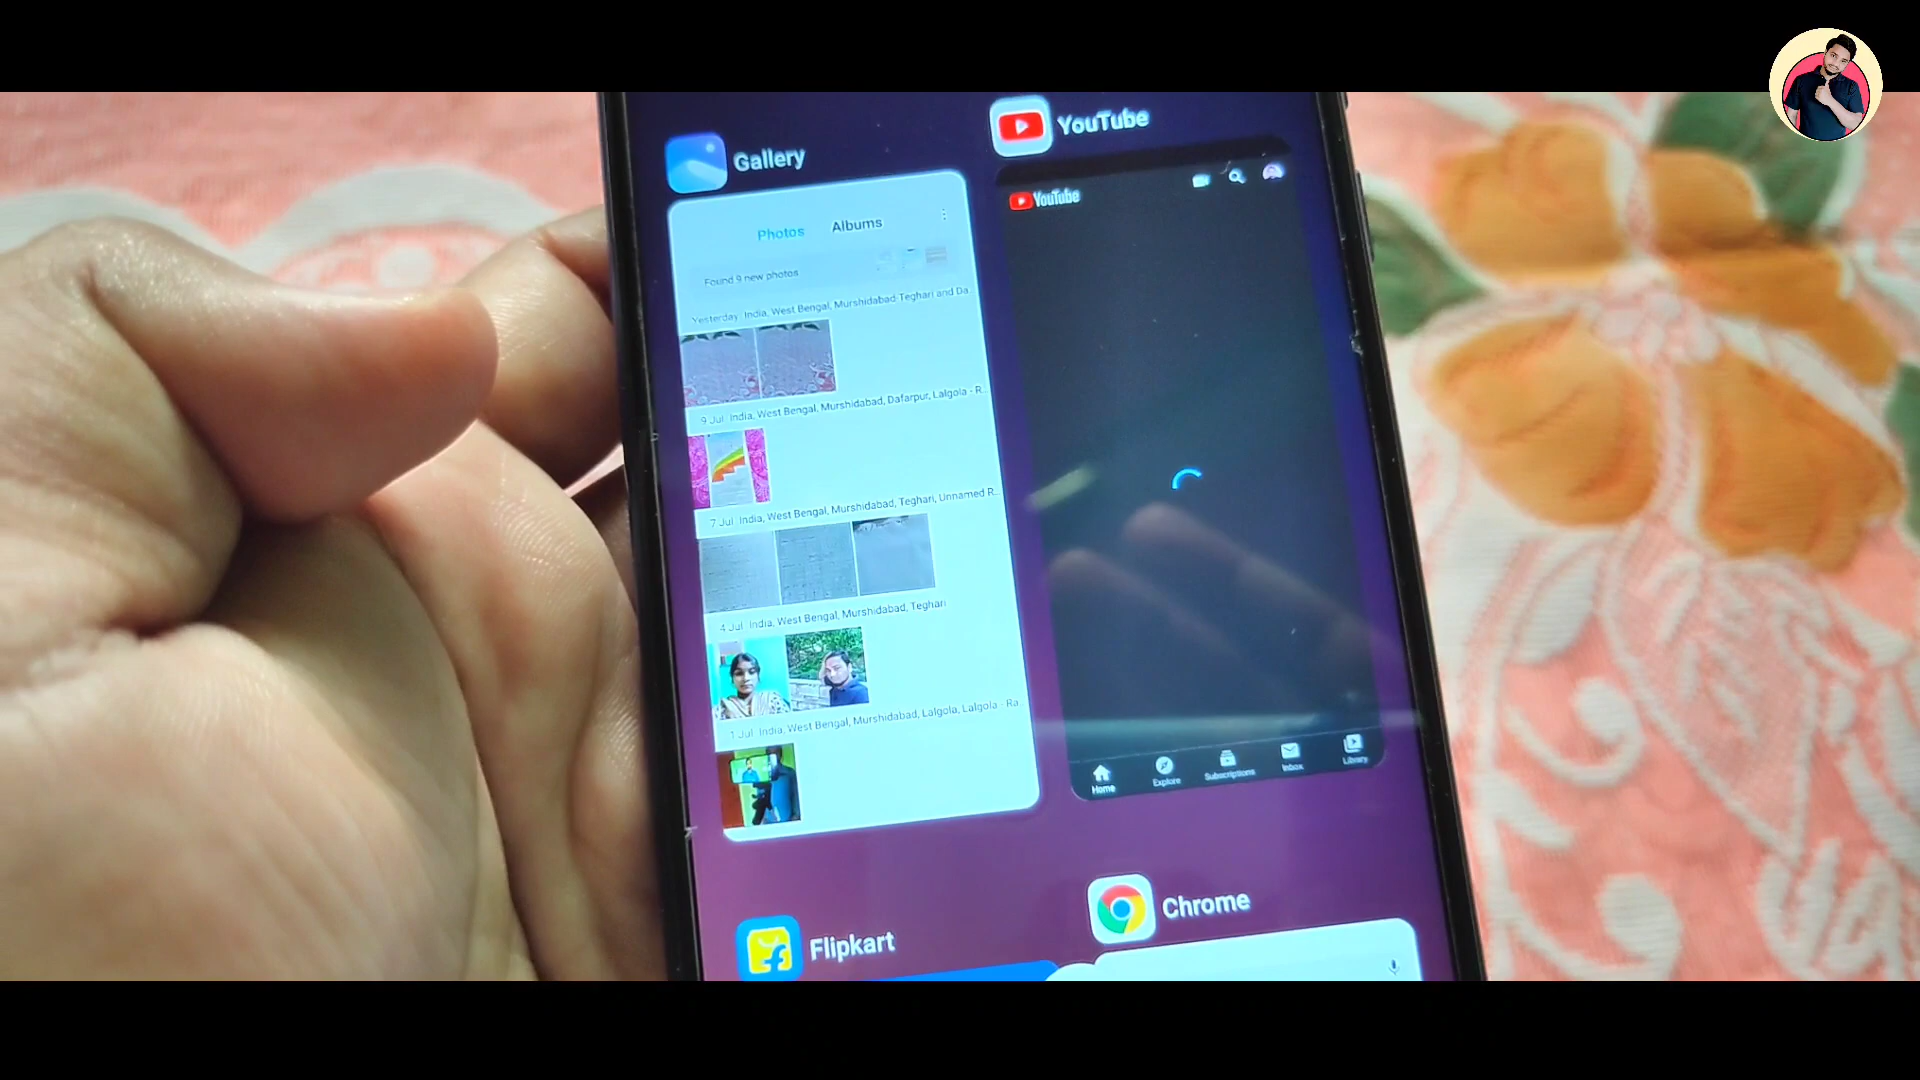 Gallery
Photos Albums
Found 9 new photos
Yesterday India, West Bengal, Murshidabad Teghari and Da...
9 Jul India, West Bengal, Murshidabad, Dafarpur, Lalgola - R...
7 Jul India, West Bengal, Murshidabad, Teghari, Unnamed R...
4 Jul India, West Bengal, Murshidabad, Teghari
1 Jul India, West Bengal, Murshidabad, Lalgola, Lalgola - Ra...
YouTube
YouTube
Home Explore Subscriptions Inbox Library
Flipkart
Chrome